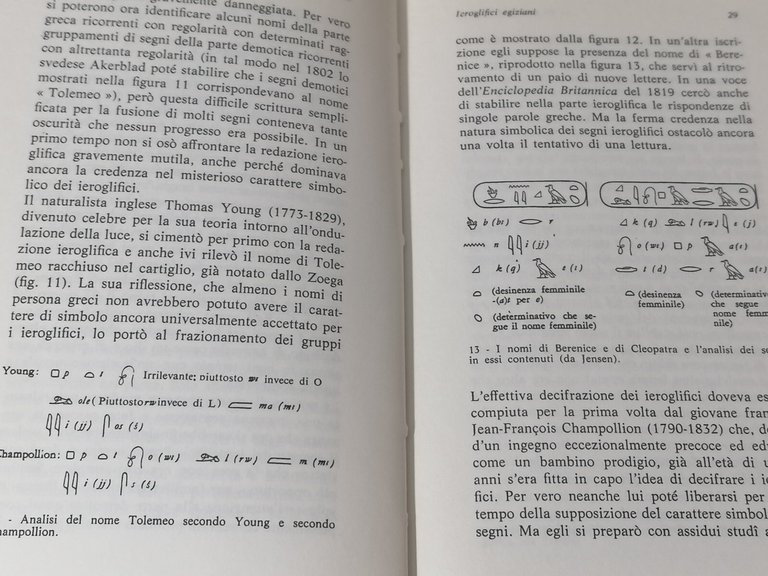 gravemente danneggiata. Per vero
si poterono ora identificare alcuni nomi della parte
greca ricorrenti con regolarità con determinati rag-
gruppamenti di segni della parte demotica ricorrenti
con altrettanta regolarità (in tal modo nel 1802 lo
svedese Akerblad poté stabilire che i segni demotici
mostrati nella figura 11 corrispondevano al nome
« Tolemeo »), però questa difficile scrittura sempli-
ficata per la fusione di molti segni conteneva tante
oscurità che nessun progresso era possibile. In un
primo tempo non si osò affrontare la redazione iero-
glifica gravemente mutila, anche perché dominava
ancora la credenza nel misterioso carattere simbo-
lico dei ieroglifici.
Il naturalista inglese Thomas Young (1773-1829),
divenuto celebre per la sua teoria intorno all'ondu-
lazione della luce, si cimentò per primo con la reda-
zione ieroglifica e anche ivi rilevò il nome di Tole-
meo racchiuso nel cartiglio, già notato dallo Zoega
(fig. 11). La sua riflessione, che almeno i nomi di
persona greci non avrebbero potuto avere il carat-
tere di simbolo ancora universalmente accettato per
i ieroglifici, lo portò al frazionamento dei gruppi
Young: p t Irrilevante; piuttosto wi invece di O
ole (Piuttosto rw invece di L) ma (mi)
i (jj) os (ś)
Champollion: p t o (wi) l (rw) m (mi)
i (jj) s (ś)
- Analisi del nome Tolemeo secondo Young e secondo
hampollion.
Ieroglifici egiziani 29
come è mostrato dalla figura 12. In un'altra iscri-
zione egli suppose la presenza del nome di « Bere-
nice », riprodotto nella figura 13, che servì al ritro-
vamento di un paio di nuove lettere. In una voce
dell'Enciclopedia Britannica del 1819 cercò anche
di stabilire nella parte ieroglifica le rispondenze di
singole parole greche. Ma la ferma credenza nella
natura simbolica dei segni ieroglifici ostacolò ancora
una volta il tentativo di una lettura.
b (bi) r k (q) l (rw) i (j)
n i (jj) o (wi) p a(i)
k (q) s (i) t (d) r a(i)
(desinenza femminile
-(a)t per e)
(determinativo che se-
gue il nome femminile)
(desinenza
femminile)
(determinativ
che segue
nome femm
nile)
13 - I nomi di Berenice e di Cleopatra e l'analisi dei se
in essi contenuti (da Jensen).
L'effettiva decifrazione dei ieroglifici doveva es
compiuta per la prima volta dal giovane fran
Jean-François Champollion (1790-1832) che, do
d'un ingegno eccezionalmente precoce ed ed
come un bambino prodigio, già all'età di u
anni s'era fitta in capo l'idea di decifrare i ie
fici. Per vero neanche lui poté liberarsi per
tempo della supposizione del carattere simbol
segni. Ma egli si preparò con assidui studî a